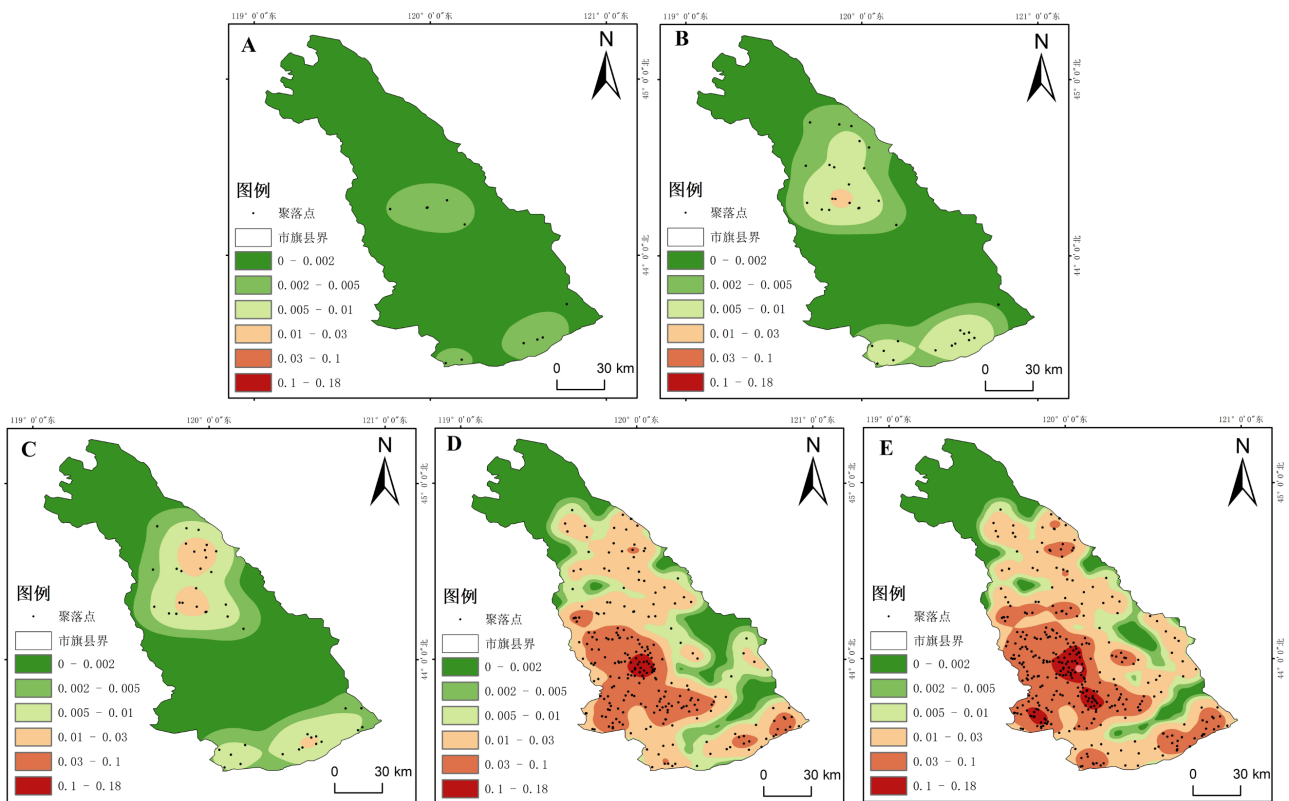 119° 0′0″东
120° 0′0″东
121° 0′0″东
A
N
45° 0′0″北
44° 0′0″北
图例
聚落点
市旗县界
0 - 0.002
0.002 - 0.005
0.005 - 0.01
0.01 - 0.03
0.03 - 0.1
0.1 - 0.18
0 30 km
119° 0′0″东
120° 0′0″东
121° 0′0″东
B
N
45° 0′0″北
44° 0′0″北
图例
聚落点
市旗县界
0 - 0.002
0.002 - 0.005
0.005 - 0.01
0.01 - 0.03
0.03 - 0.1
0.1 - 0.18
0 30 km
119° 0′0″东
120° 0′0″东
121° 0′0″东
C
N
45° 0′0″北
44° 0′0″北
图例
聚落点
市旗县界
0 - 0.002
0.002 - 0.005
0.005 - 0.01
0.01 - 0.03
0.03 - 0.1
0.1 - 0.18
0 30 km
119° 0′0″东
120° 0′0″东
121° 0′0″东
D
N
45° 0′0″北
44° 0′0″北
图例
聚落点
市旗县界
0 - 0.002
0.002 - 0.005
0.005 - 0.01
0.01 - 0.03
0.03 - 0.1
0.1 - 0.18
0 30 km
119° 0′0″东
120° 0′0″东
121° 0′0″东
E
N
45° 0′0″北
44° 0′0″北
图例
聚落点
市旗县界
0 - 0.002
0.002 - 0.005
0.005 - 0.01
0.01 - 0.03
0.03 - 0.1
0.1 - 0.18
0 30 km